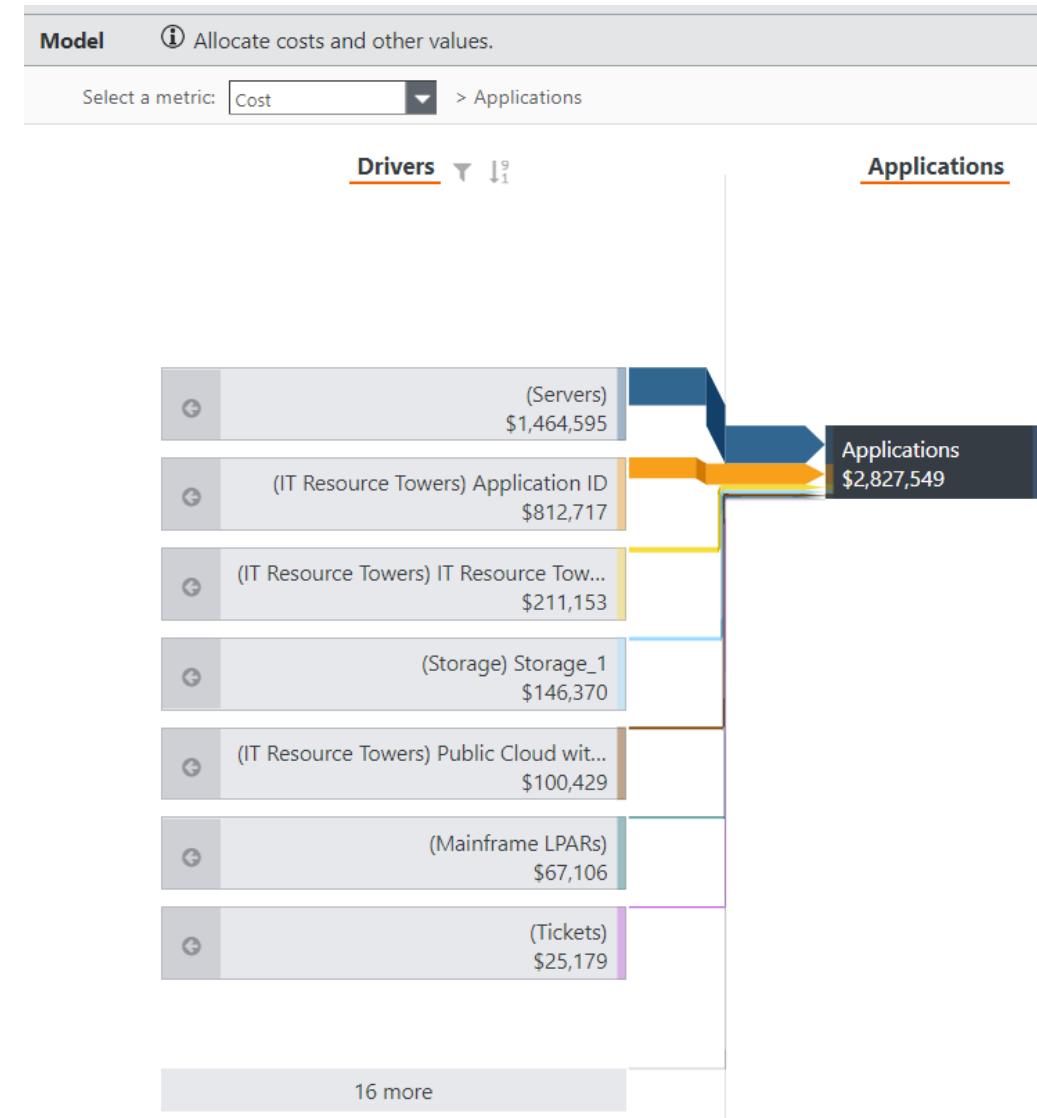 Model Allocate costs and other values.
Select a metric: Cost > Applications
Drivers
Applications
(Servers)
$1,464,595
(IT Resource Towers) Application ID
$812,717
(IT Resource Towers) IT Resource Tow...
$211,153
(Storage) Storage_1
$146,370
(IT Resource Towers) Public Cloud wit...
$100,429
(Mainframe LPARs)
$67,106
(Tickets)
$25,179
16 more
Applications
$2,827,549